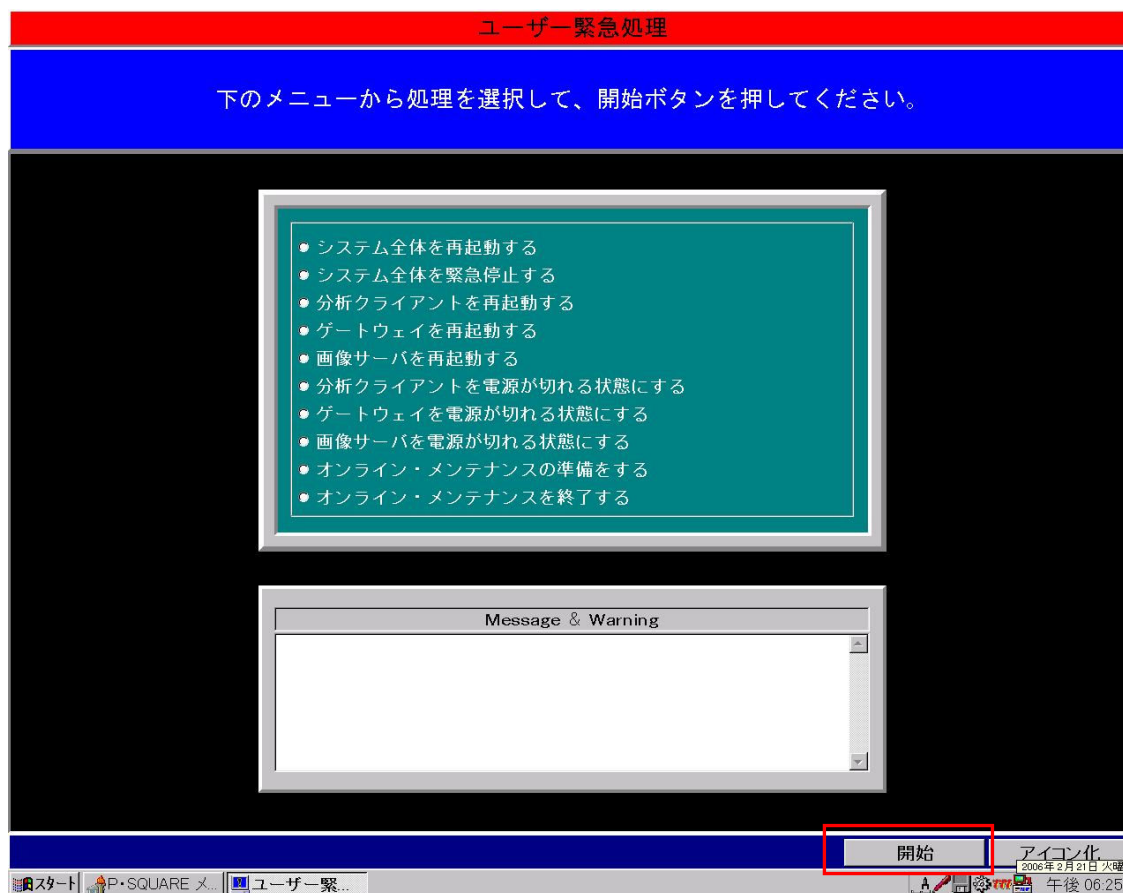 ユーザー緊急処理
下のメニューから処理を選択して、開始ボタンを押してください。
システム全体を再起動する
システム全体を緊急停止する
分析クライアントを再起動する
ゲートウェイを再起動する
画像サーバを再起動する
分析クライアントを電源が切れる状態にする
ゲートウェイを電源が切れる状態にする
画像サーバを電源が切れる状態にする
オンライン・メンテナンスの準備をする
オンライン・メンテナンスを終了する
Message & Warning
開始 アイコン化
2006年2月21日 火曜
スタート P・SQUARE メ... ユーザー緊... A 午後 06:25